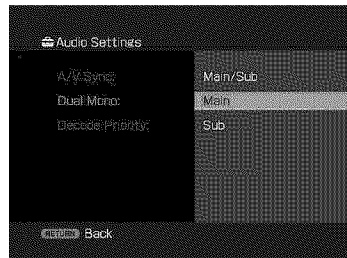 Audio Settings
A/V Sync:
Main/Sub
Dual Mono:
Main
Decode Priority:
Sub
RETURN Back